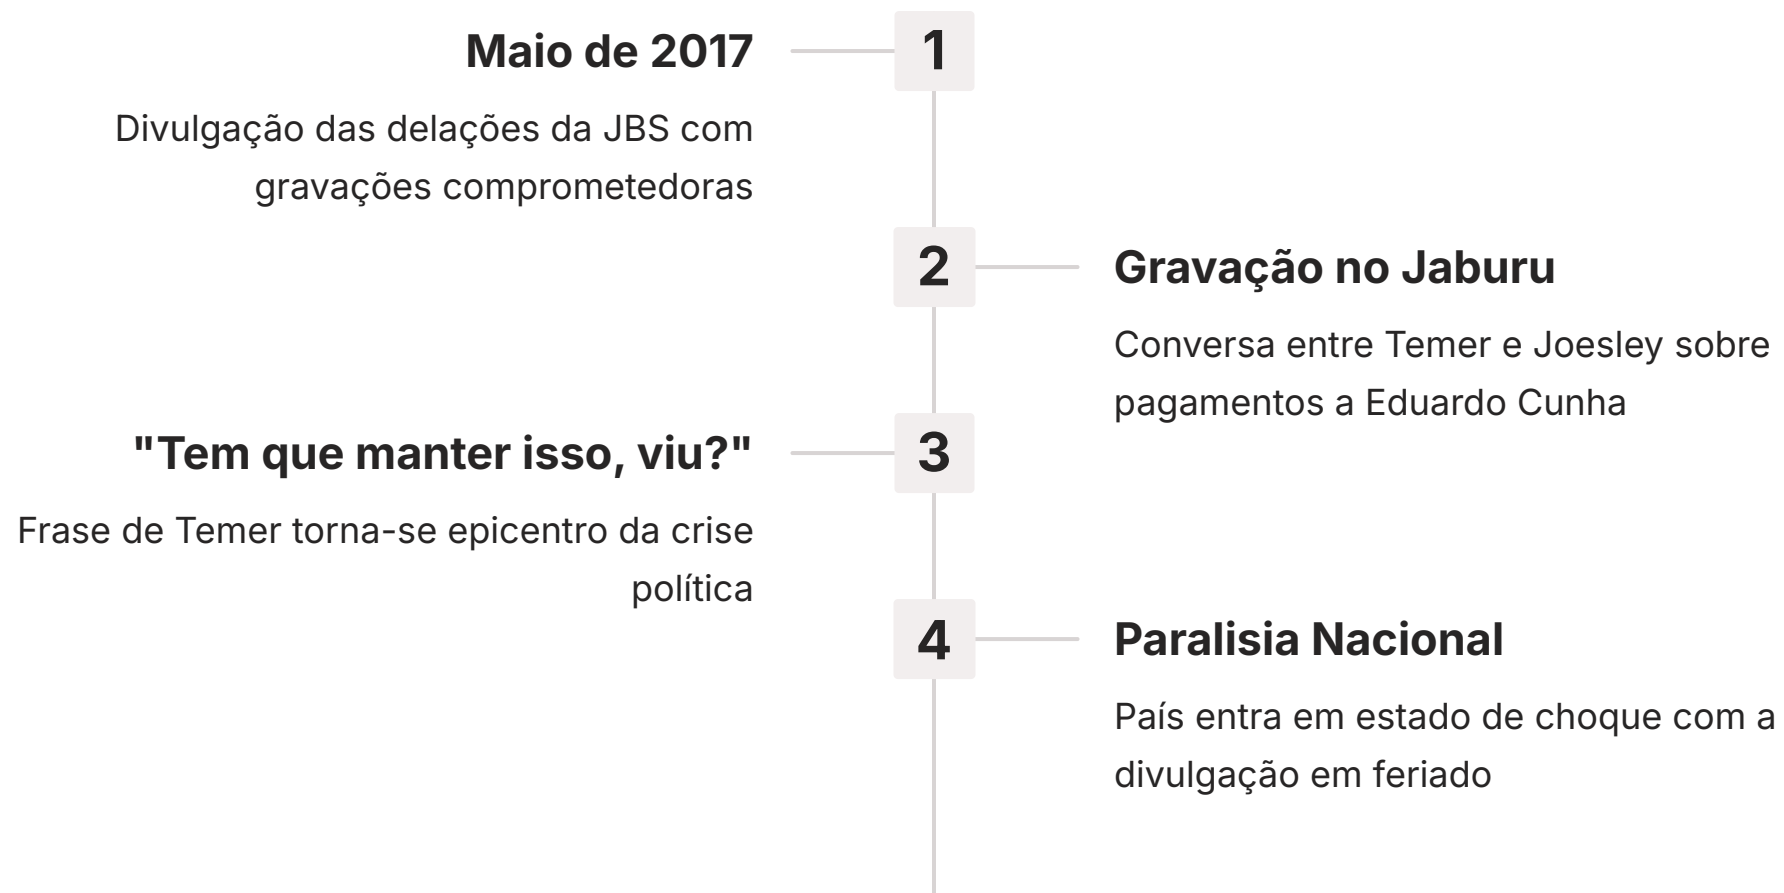 Maio de 2017
1
Divulgação das delações da JBS com
gravações comprometedoras
2
Gravação no Jaburu
Conversa entre Temer e Joesley sobre
pagamentos a Eduardo Cunha
"Tem que manter isso, viu?"
3
Frase de Temer torna-se epicentro da crise
política
4
Paralisia Nacional
País entra em estado de choque com a
divulgação em feriado